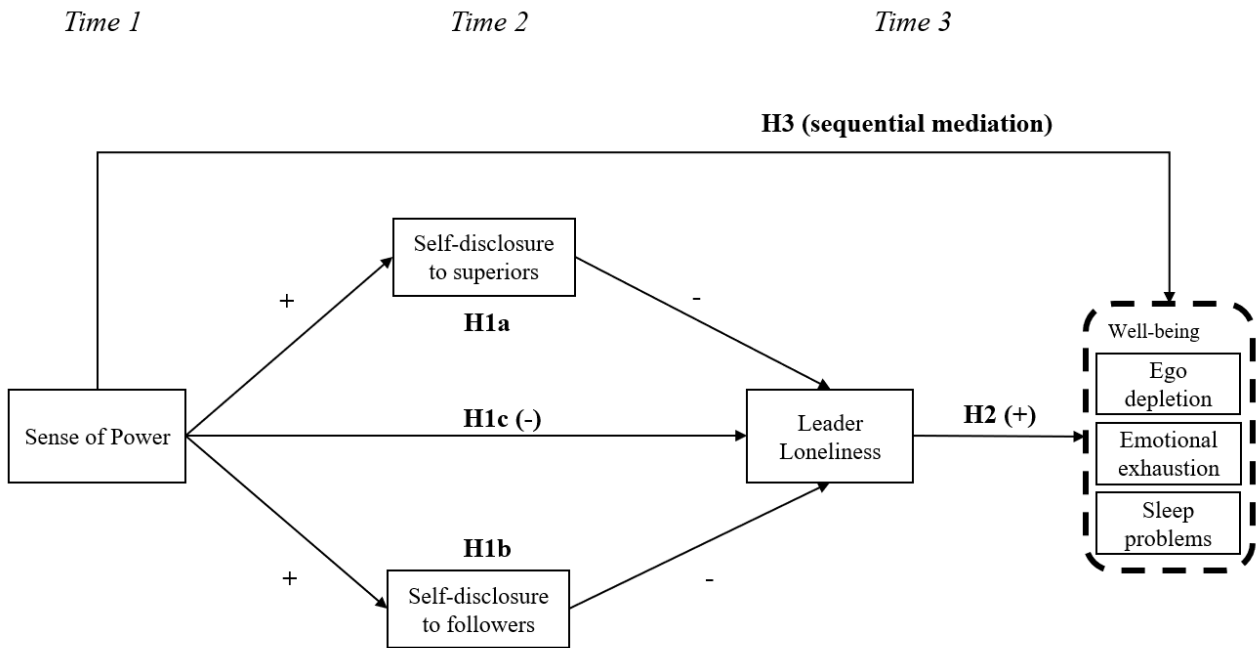 Time 1
Time 2
Time 3
H3 (sequential mediation)
Self-disclosure
to superiors
+
-
H1a
Well-being
Ego
depletion
Sense of Power
H1c (-)
Leader
Loneliness
H2 (+)
Emotional
exhaustion
Sleep
problems
H1b
+
-
Self-disclosure
to followers